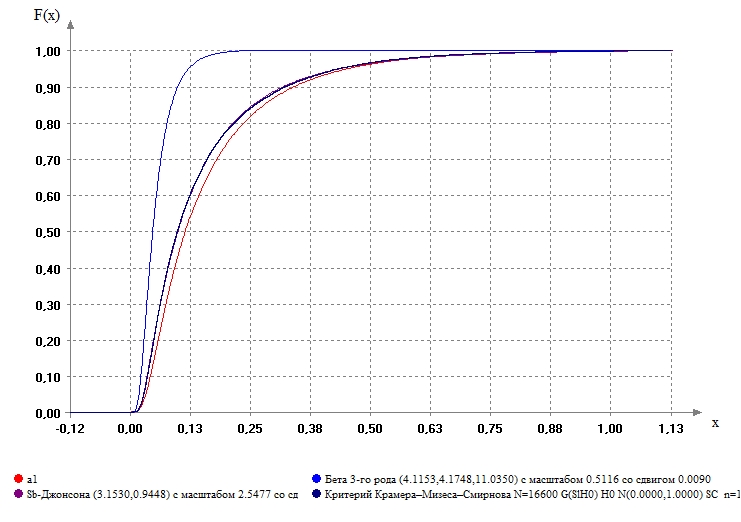 F(x)
1,00
0,90
0,80
0,70
0,60
0,50
0,40
0,30
0,20
0,10
0,00
-0,12 0,00 0,13 0,25 0,38 0,50 0,63 0,75 0,88 1,00 1,13
x
a1
Бета 3-го рода (4.1153,4.1748,11.0350) с масштабом 0.5116 со сдвигом 0.0090
Sb-Джонсона (3.1530,0.9448) с масштабом 2.5477 со сд
Критерий Крамера–Мизеса–Смирнова N=16600 G(S|H0) H0 N(0.0000,1.0000) SC n=1